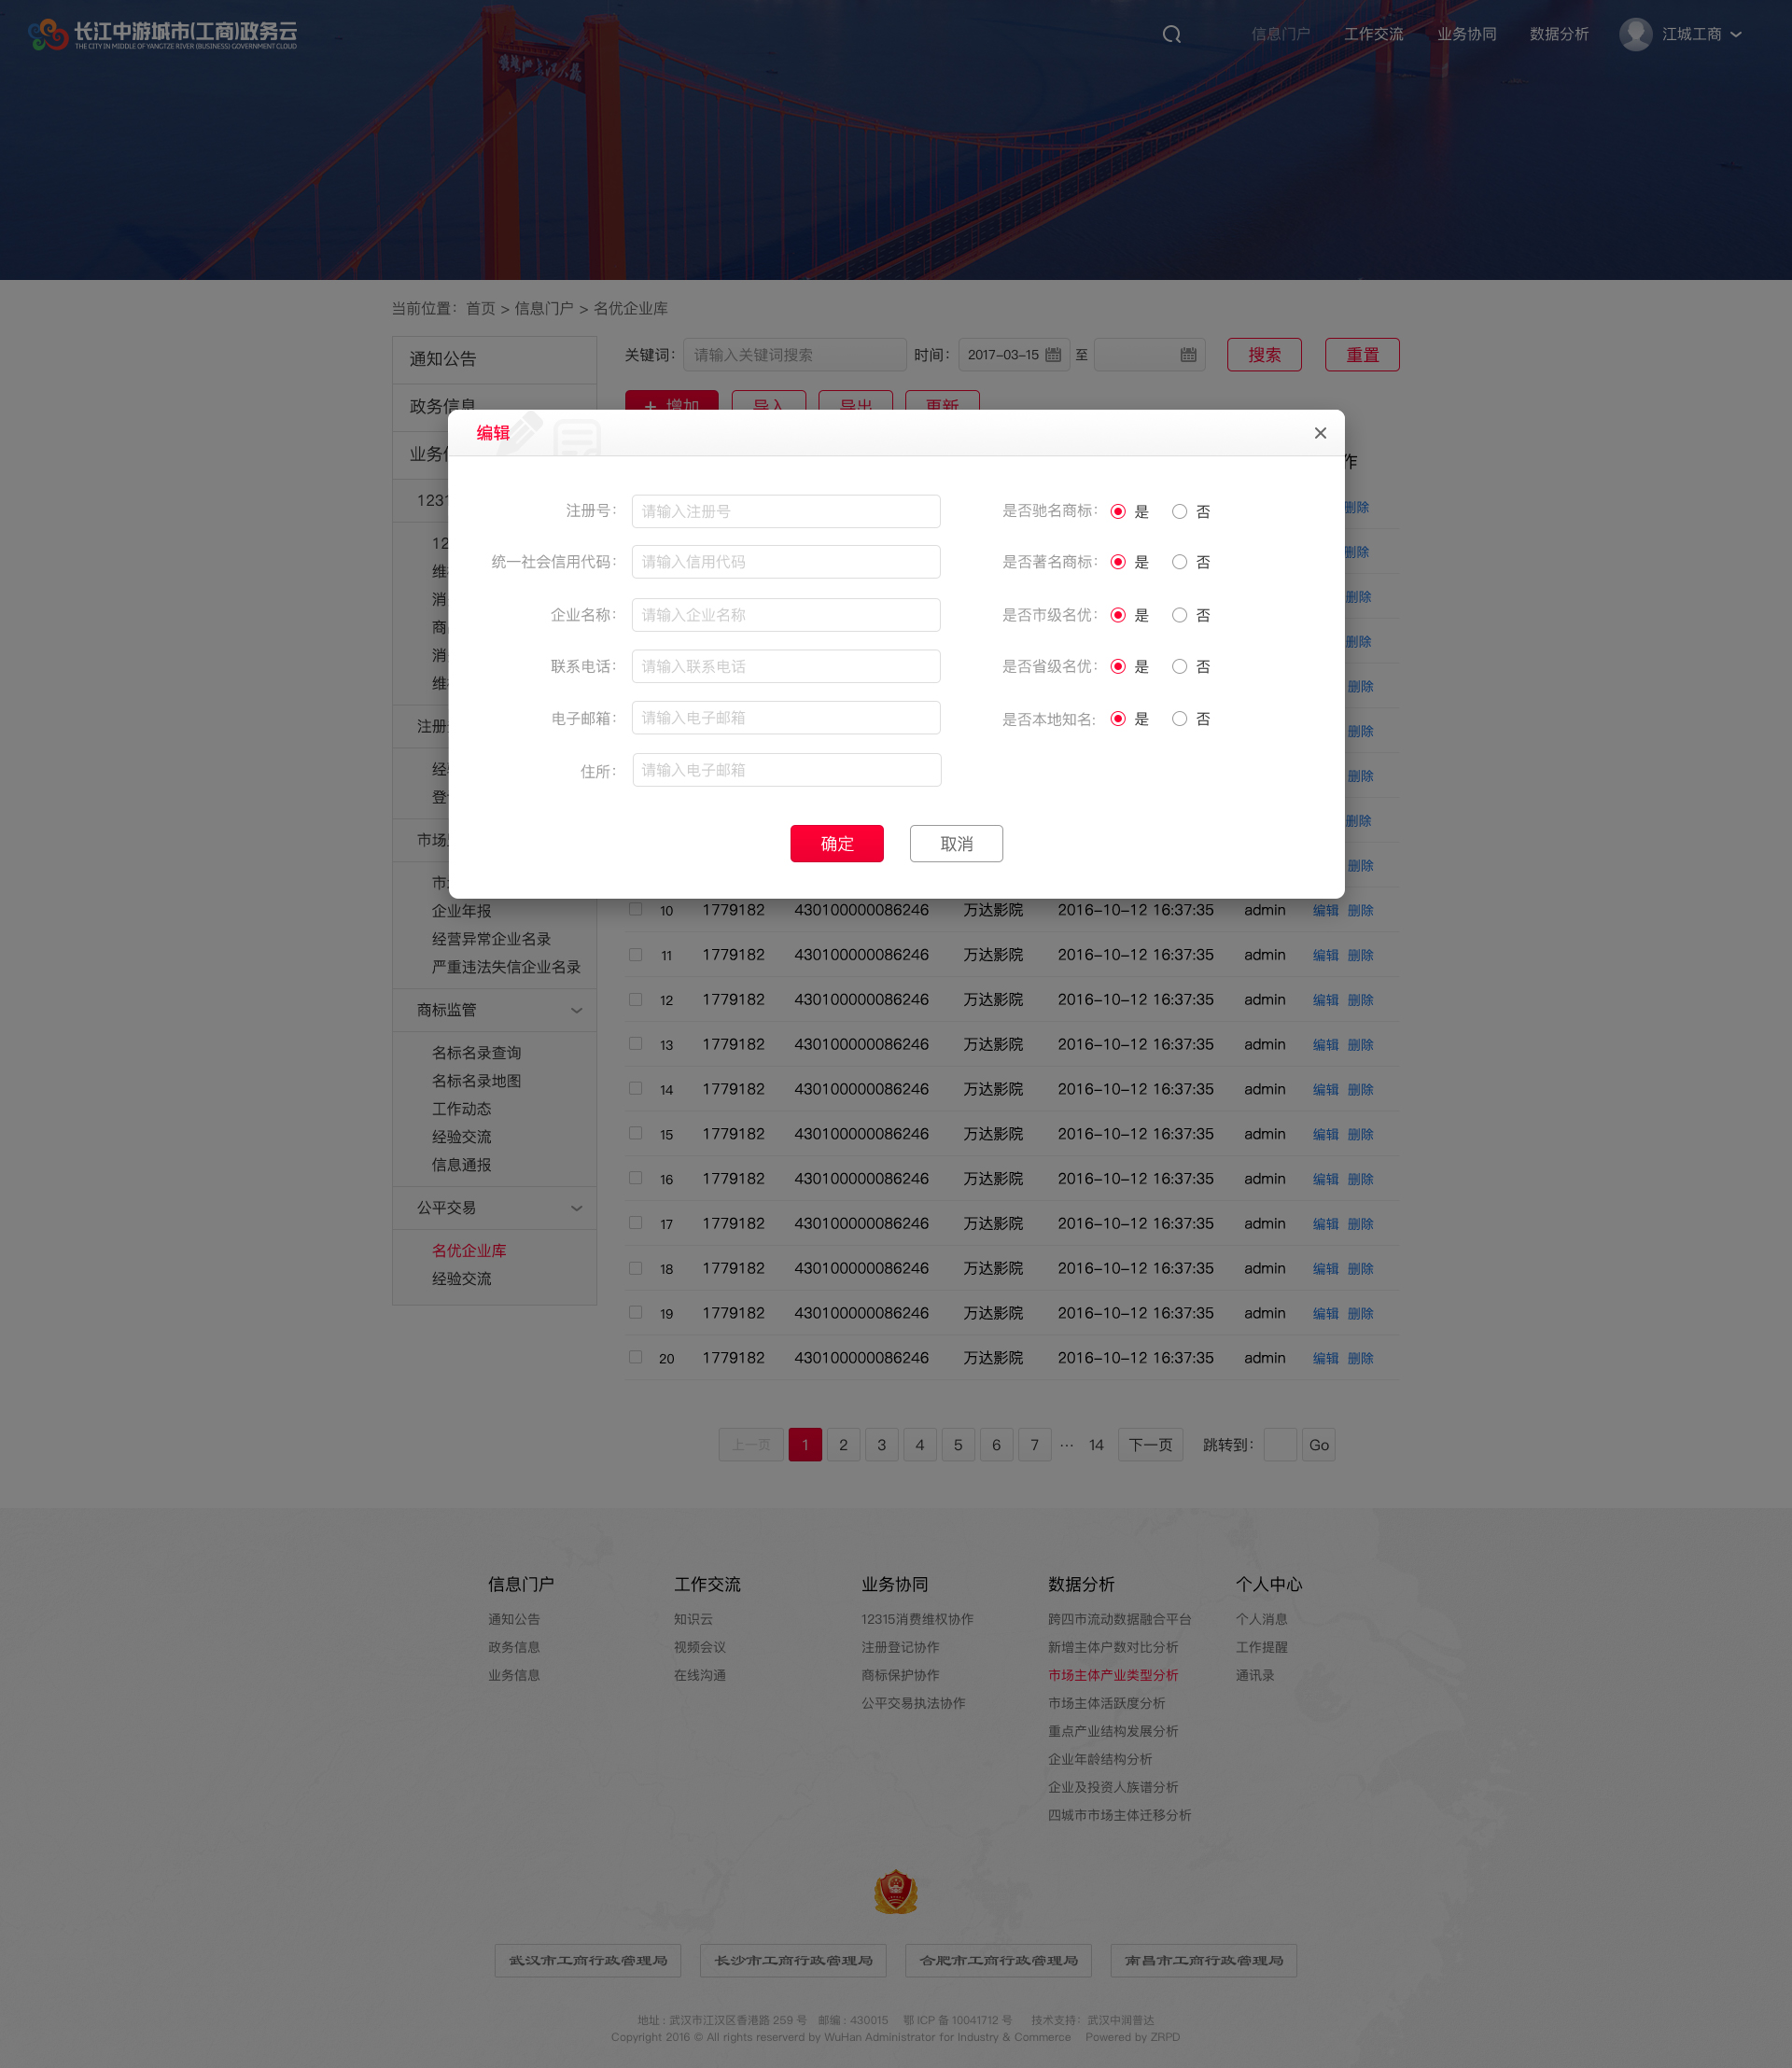 长江中游城市(工商)政务云
THE CITY IN MIDDLE OF YANGTZE RIVER (BUSINESS) GOVERNMENT CLOUD
信息门户 工作交流 业务协同 数据分析 江城工商
当前位置：首页 > 信息门户 > 名优企业库
通知公告
关键词： 请输入关键词搜索 时间： 2017-03-15 至 搜索 重置
政务信息
+ 增加 导入 导出 更新
编辑
业务
作
注册号： 请输入注册号 是否驰名商标： 是 否
统一社会信用代码： 请输入信用代码 是否著名商标： 是 否
企业名称： 请输入企业名称 是否市级名优： 是 否
联系电话： 请输入联系电话 是否省级名优： 是 否
电子邮箱： 请输入电子邮箱 是否本地知名： 是 否
住所： 请输入电子邮箱
确定 取消
1231
12
维
消
商
消
维
注册
经
登
市场
市
企业年报
经营异常企业名录
严重违法失信企业名录
商标监管
名标名录查询
名标名录地图
工作动态
经验交流
信息通报
公平交易
名优企业库
经验交流
删除
删除
删除
删除
删除
删除
删除
删除
删除
10 1779182 430100000086246 万达影院 2016-10-12 16:37:35 admin 编辑 删除
11 1779182 430100000086246 万达影院 2016-10-12 16:37:35 admin 编辑 删除
12 1779182 430100000086246 万达影院 2016-10-12 16:37:35 admin 编辑 删除
13 1779182 430100000086246 万达影院 2016-10-12 16:37:35 admin 编辑 删除
14 1779182 430100000086246 万达影院 2016-10-12 16:37:35 admin 编辑 删除
15 1779182 430100000086246 万达影院 2016-10-12 16:37:35 admin 编辑 删除
16 1779182 430100000086246 万达影院 2016-10-12 16:37:35 admin 编辑 删除
17 1779182 430100000086246 万达影院 2016-10-12 16:37:35 admin 编辑 删除
18 1779182 430100000086246 万达影院 2016-10-12 16:37:35 admin 编辑 删除
19 1779182 430100000086246 万达影院 2016-10-12 16:37:35 admin 编辑 删除
20 1779182 430100000086246 万达影院 2016-10-12 16:37:35 admin 编辑 删除
上一页 1 2 3 4 5 6 7 ··· 14 下一页 跳转到： Go
信息门户 工作交流 业务协同 数据分析 个人中心
通知公告 知识云 12315消费维权协作 跨四市流动数据融合平台 个人消息
政务信息 视频会议 注册登记协作 新增主体户数对比分析 工作提醒
业务信息 在线沟通 商标保护协作 市场主体产业类型分析 通讯录
公平交易执法协作 市场主体活跃度分析
重点产业结构发展分析
企业年龄结构分析
企业及投资人族谱分析
四城市市场主体迁移分析
武汉市工商行政管理局 长沙市工商行政管理局 合肥市工商行政管理局 南昌市工商行政管理局
地址 : 武汉市江汉区香港路 259 号 邮编 : 430015 鄂 ICP 备 10041712 号 技术支持：武汉中润普达
Copyright 2016 © All rights reserverd by WuHan Administrator for Industry & Commerce Powered by ZRPD